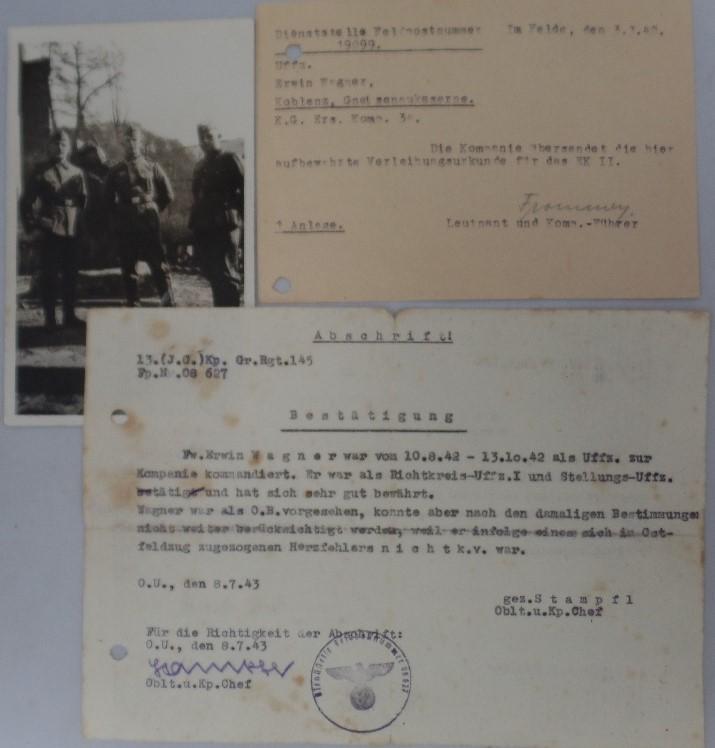 Dienststelle Feldpostnummer Im Felde, den 42.
19099.
Uffz.
Erwin Wagner,
Koblenz, Gneisenaukaserne.
Ers. Komp.
Die Kompanie übersendet die hier
aufbewahrte Verleihungsurkunde für das EK II.
1 Anlage. Leutnant und Komp.-Führer
Abschrift!
13.(J.G.)Kp. Gr.Rgt.145
Fp.Nr.08 627
Bestätigung
Fw.Erwin Wagner war vom 10.8.42 - 13.10.42 als Uffz. zur
Kompanie kommandiert. Er war als Richtkreis-Uffz.I und Stellungs-Uffz.
betätigt und hat sich sehr gut bewährt.
Wagner war als O.B.vorgesehen, konnte aber nach den damaligen Bestimmungen
nicht weiter berücksichtigt werden, weil er infolge eines sich im Ost-
feldzug zugezogenen Herzfehlers nicht k.v. war.
O.U., den 8.7.43
gez.Stampfl
Oblt.u.Kp.Chef
Für die Richtigkeit der Abschrift:
O.U., den 8.7.43
Oblt.u.Kp.Chef